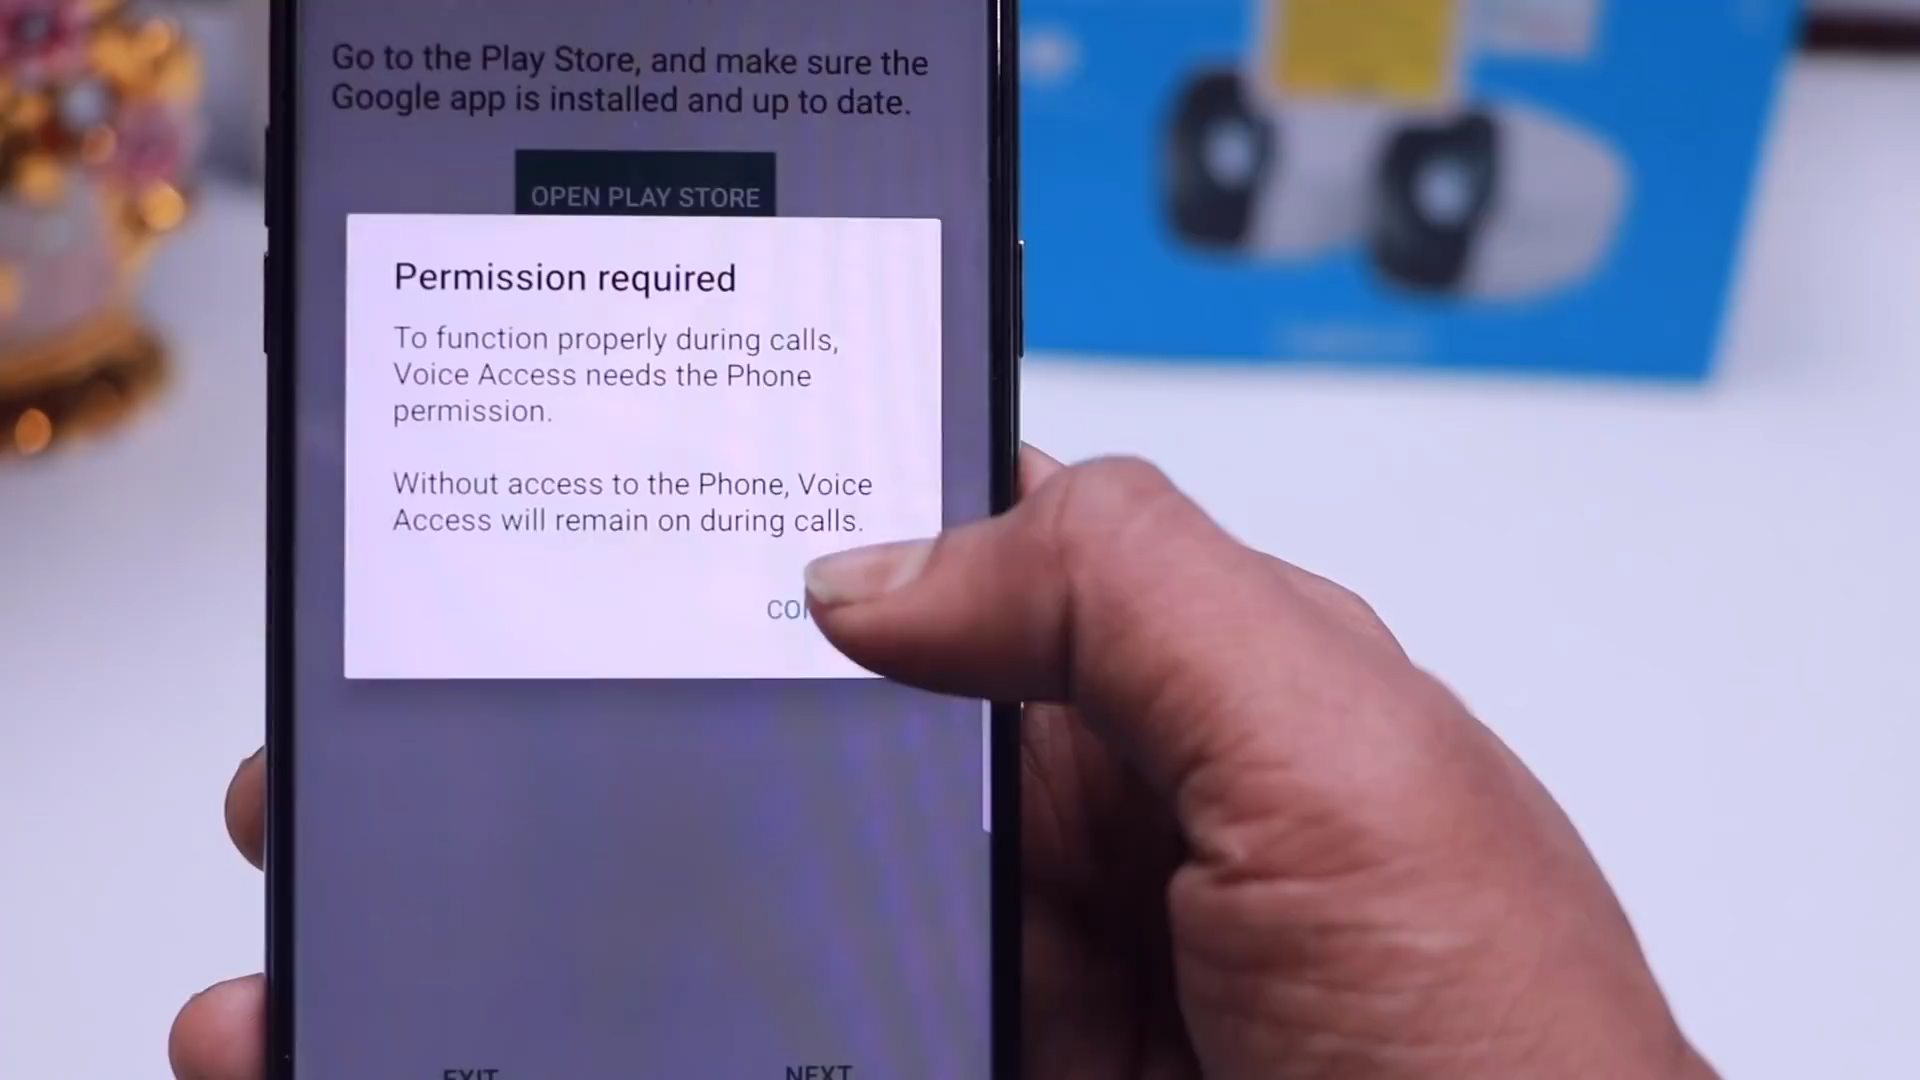 Go to the Play Store, and make sure the
Google app is installed and up to date.
OPEN PLAY STORE
Permission required
To function properly during calls,
Voice Access needs the Phone
permission.
Without access to the Phone, Voice
Access will remain on during calls.
EXIT
NEXT